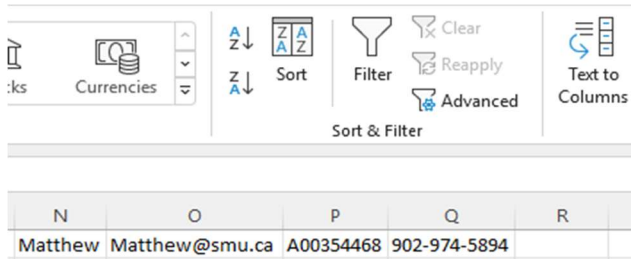 Clear
Reapply
Advanced
Sort
Filter
Currencies
Text to
Columns
Sort & Filter
N O P Q R
Matthew Matthew@smu.ca A00354468 902-974-5894